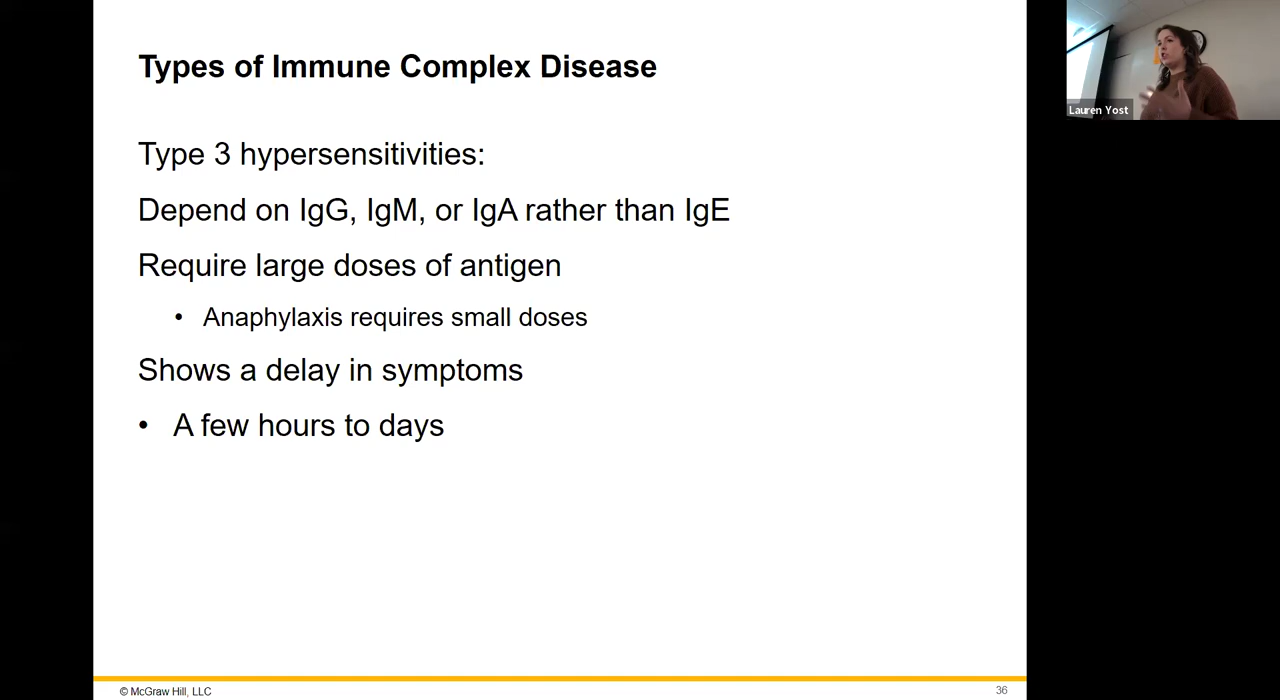 Types of Immune Complex Disease
Lauren Yost
Type 3 hypersensitivities:
Depend on IgG, IgM, or IgA rather than IgE
Require large doses of antigen
• Anaphylaxis requires small doses
Shows a delay in symptoms
• A few hours to days
© McGraw Hill, LLC
36